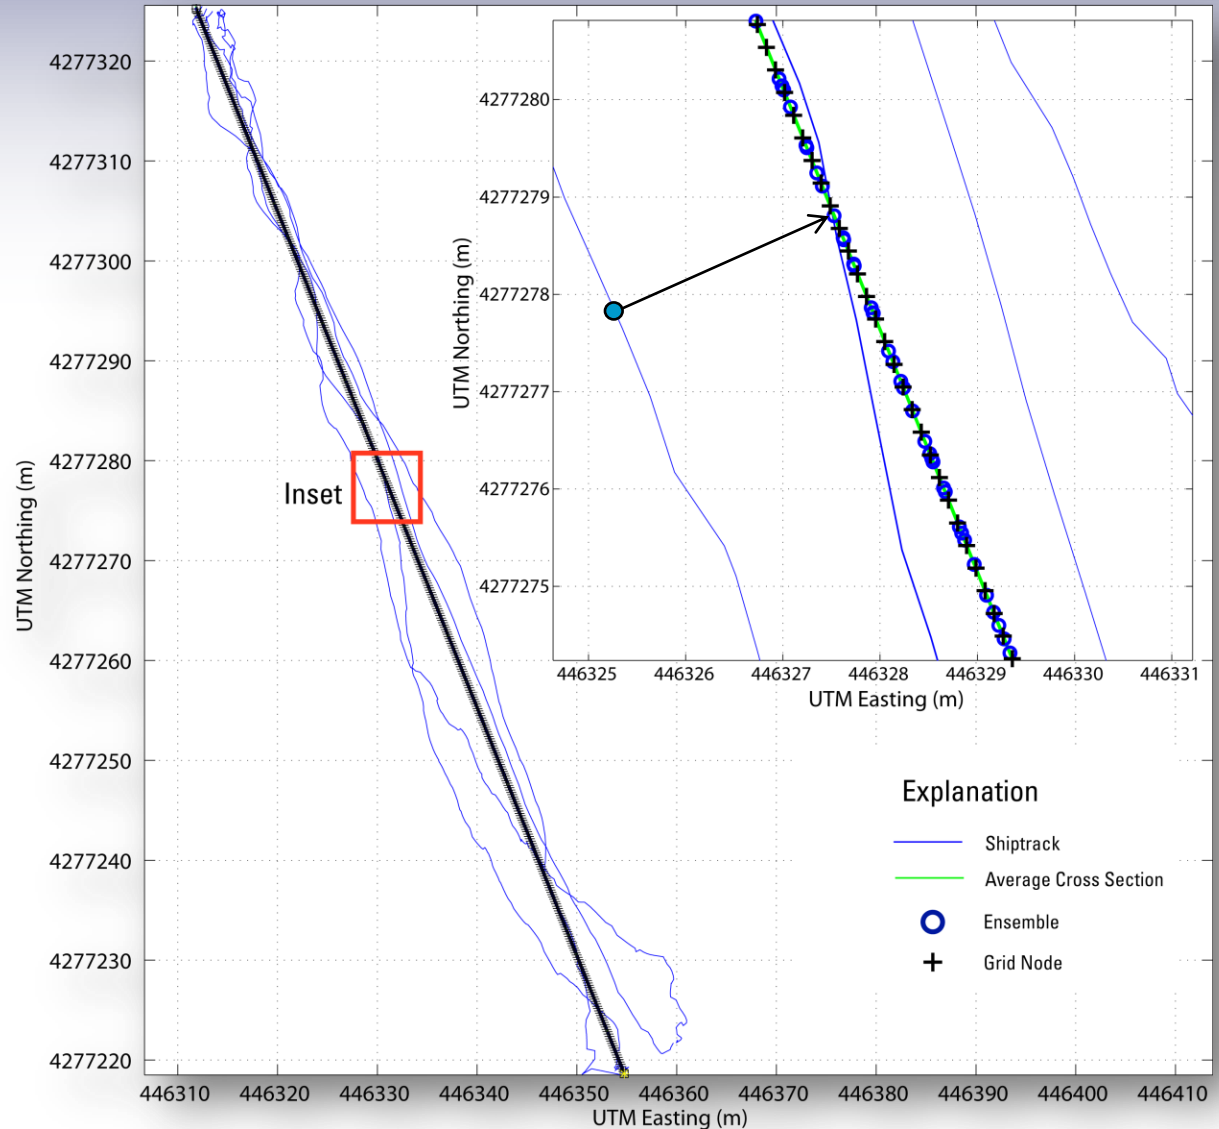 4277320
4277310
4277300
4277290
4277280
4277270
4277260
4277250
4277240
4277230
4277220
UTM Northing (m)
446310 446320 446330 446340 446350 446360 446370 446380 446390 446400 446410
UTM Easting (m)
Inset
4277280
4277279
4277278
4277277
4277276
4277275
UTM Northing (m)
446325 446326 446327 446328 446329 446330 446331
UTM Easting (m)
Explanation
Shiptrack
Average Cross Section
Ensemble
Grid Node